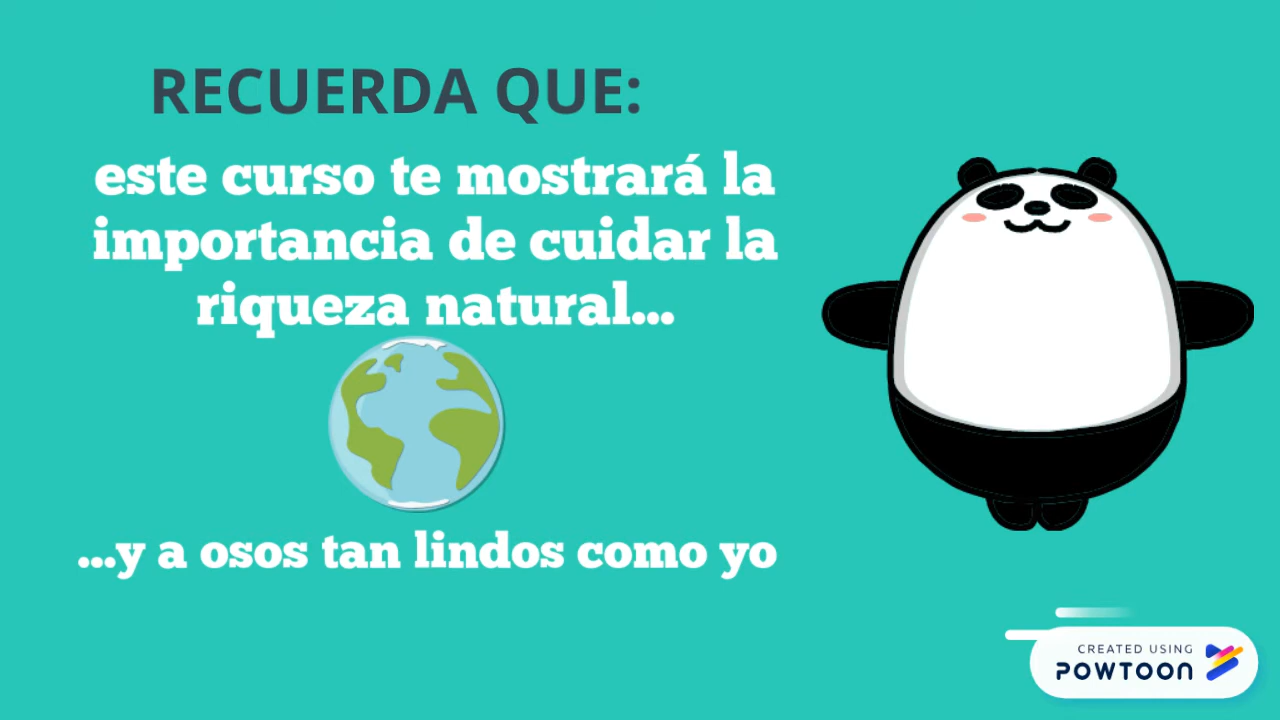 RECUERDA QUE:
este curso te mostrará la
importancia de cuidar la
riqueza natural...
...y a osos tan lindos como yo
CREATED USING
POWTOON